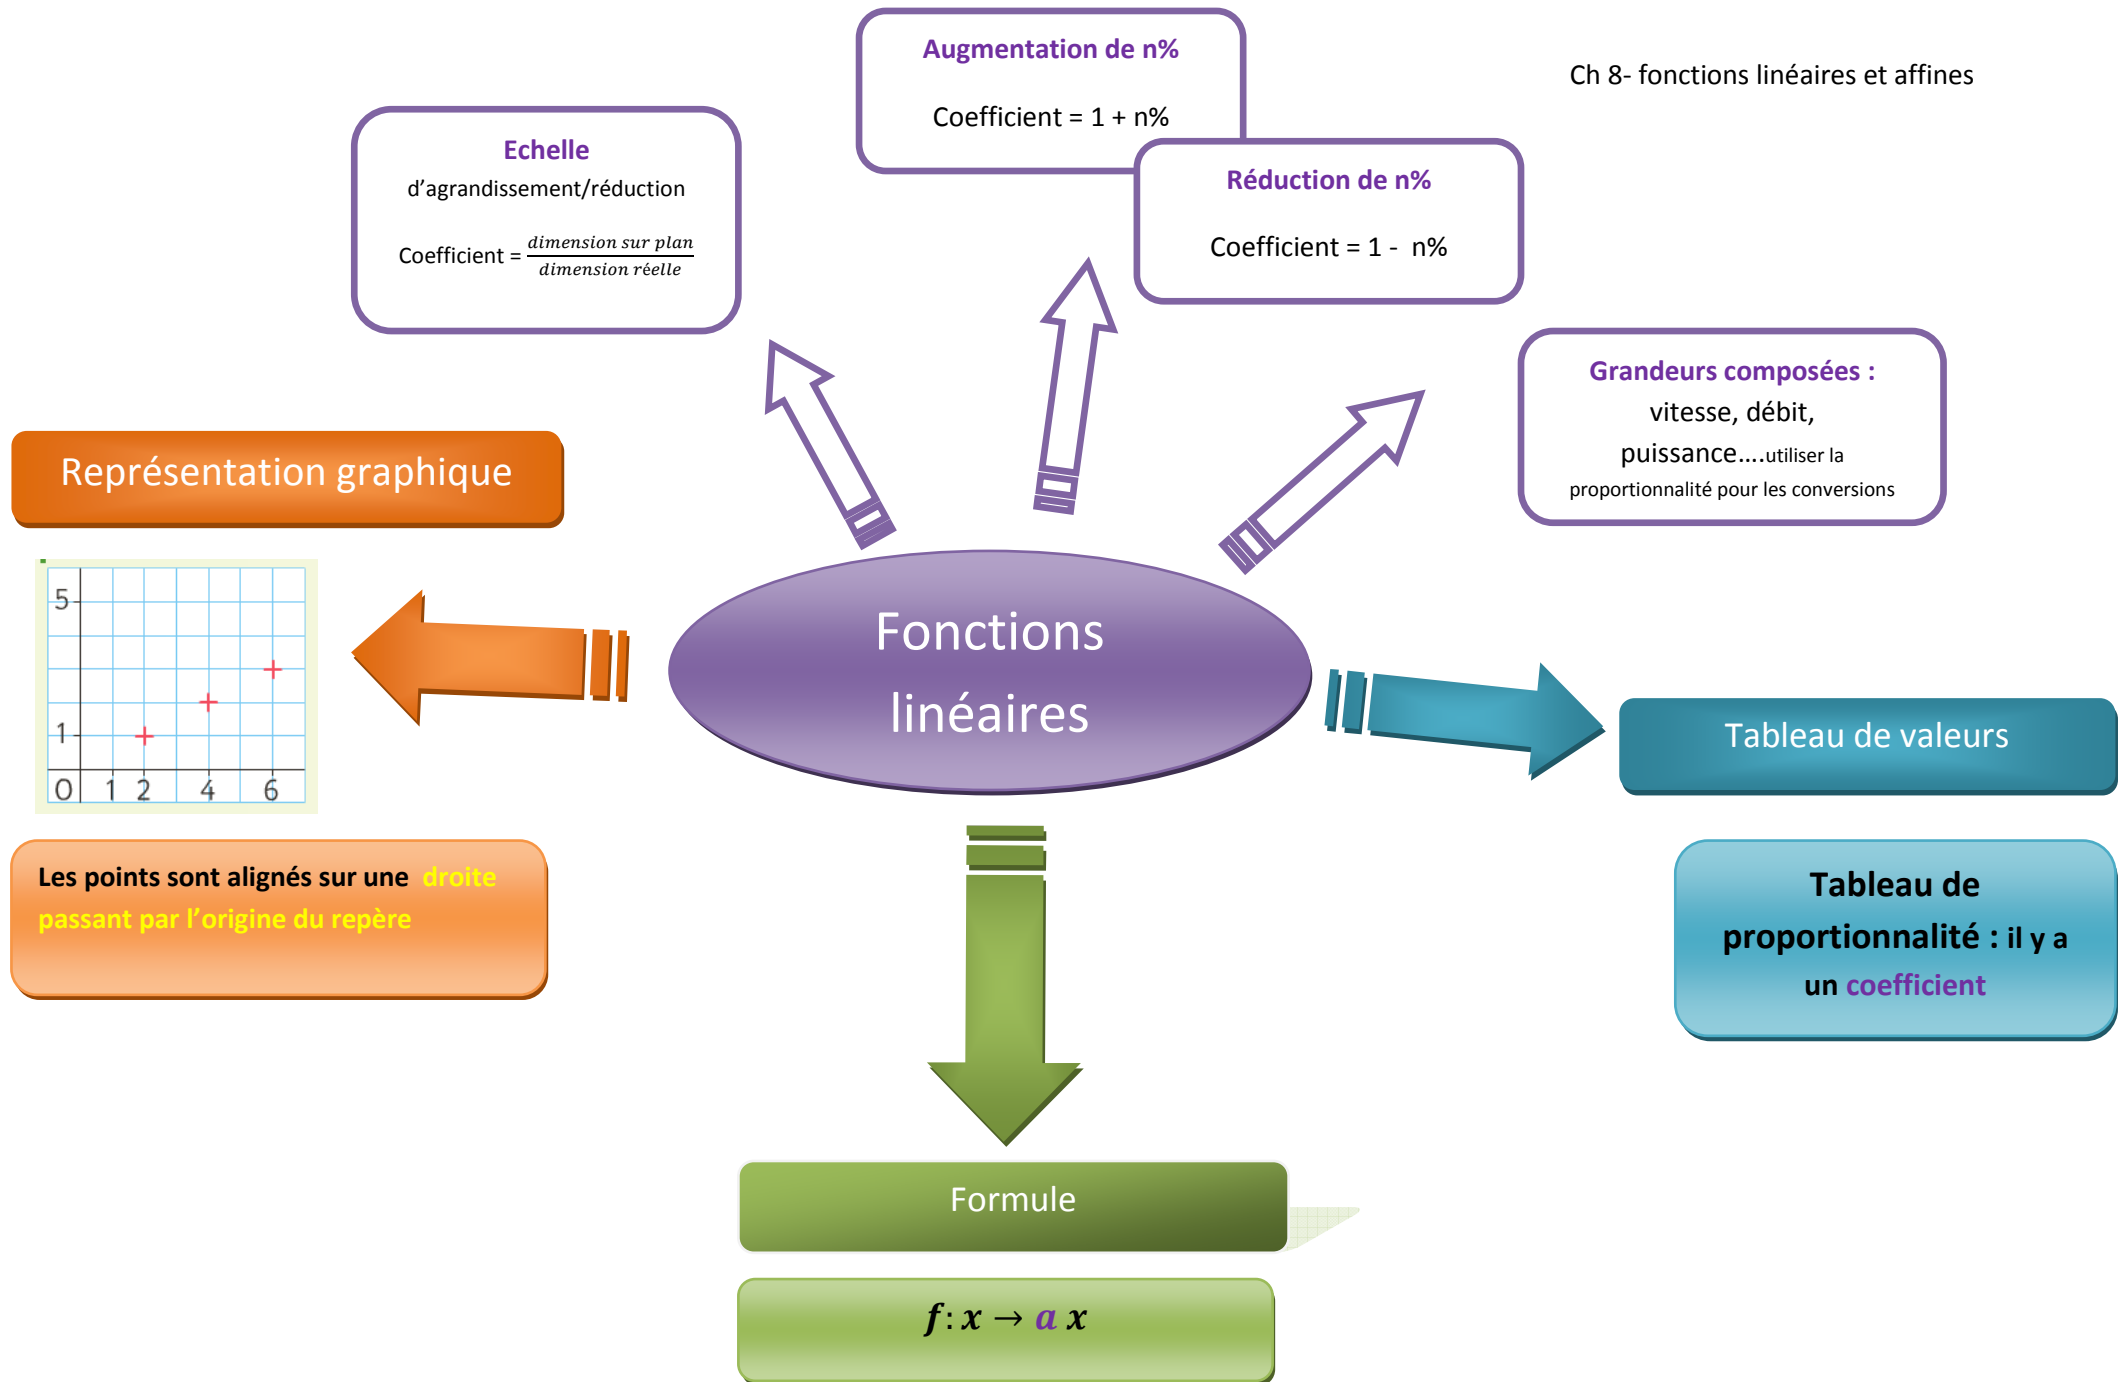 Ch 8- fonctions linéaires et affines
Augmentation de n%
Coefficient = 1 + n%
Echelle
d'agrandissement/réduction
Coefficient = dimension sur plan / dimension réelle
Réduction de n%
Coefficient = 1 -  n%
Grandeurs composées :
vitesse, débit,
puissance....utiliser la
proportionnalité pour les conversions
Représentation graphique
5
1
O 1 2 4 6
Fonctions
linéaires
Tableau de valeurs
Les points sont alignés sur une droite
passant par l'origine du repère
Tableau de
proportionnalité : il y a
un coefficient
Formule
f: x → a x